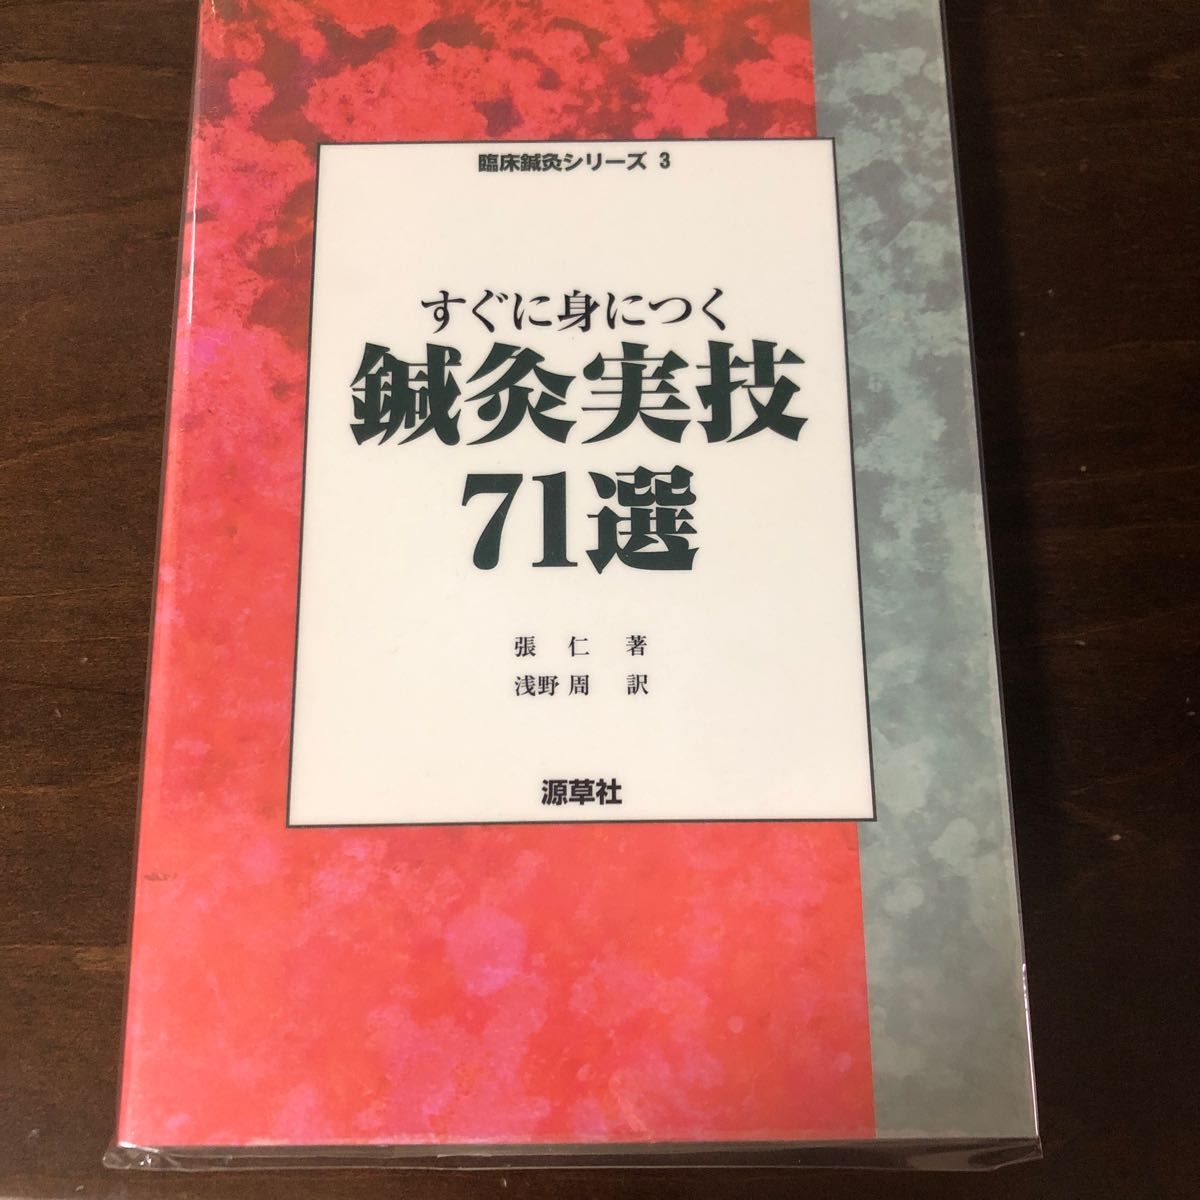 臨床鍼灸シリーズ 3
すぐに身につく
鍼灸実技
71選
張 仁 著
浅野 周 訳
源草社